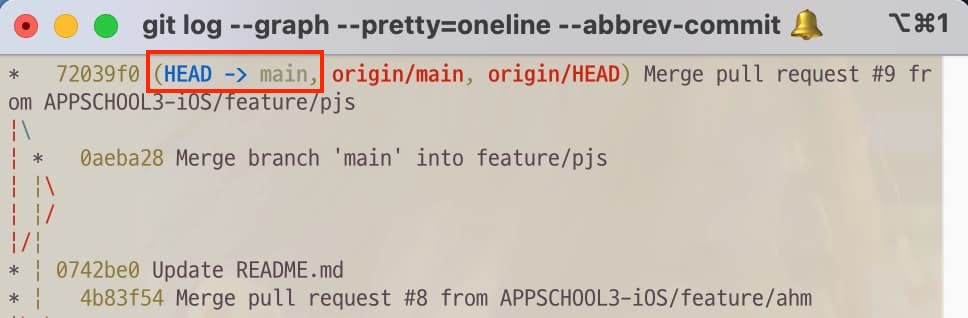 git log --graph --pretty=oneline --abbrev-commit 🔔 ⌥⌘1
*   72039f0 (HEAD -> main, origin/main, origin/HEAD) Merge pull request #9 fr
om APPSCHOOL3-iOS/feature/pjs
|\
| *   0aeba28 Merge branch 'main' into feature/pjs
| |\
| |/
|/|
* | 0742be0 Update README.md
* |   4b83f54 Merge pull request #8 from APPSCHOOL3-iOS/feature/ahm